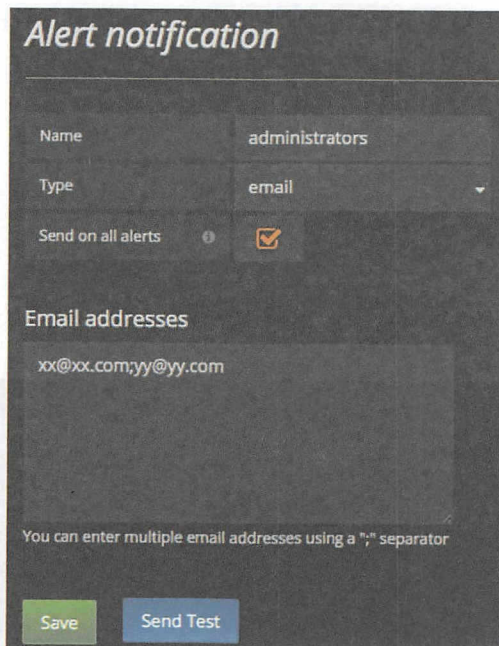 Alert notification
Name administrators
Type email
Send on all alerts
Email addresses
xx@xx.com;yy@yy.com
You can enter multiple email addresses using a ";" separator
Save Send Test